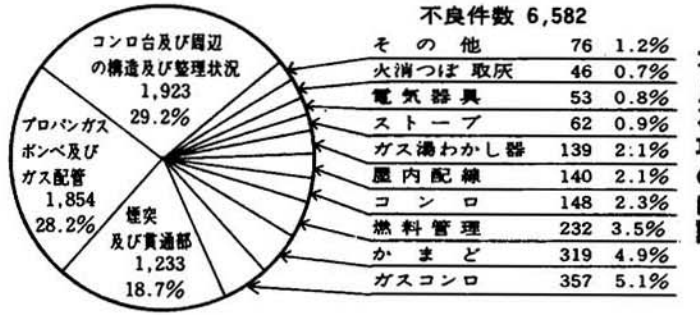 不良件数 6,582
コンロ台及び周辺
の構造及び整理状況
1,923
29.2%
プロパンガス
ボンベ及び
ガス配管
1,854
28.2%
煙突
及び貫通部
1,233
18.7%
その他 76 1.2%
火消つぼ 取灰 46 0.7%
電気器具 53 0.8%
ストーブ 62 0.9%
ガス湯わかし器 139 2.1%
屋内配線 140 2.1%
コンロ 148 2.3%
燃料管理 232 3.5%
かまど 319 4.9%
ガスコンロ 357 5.1%